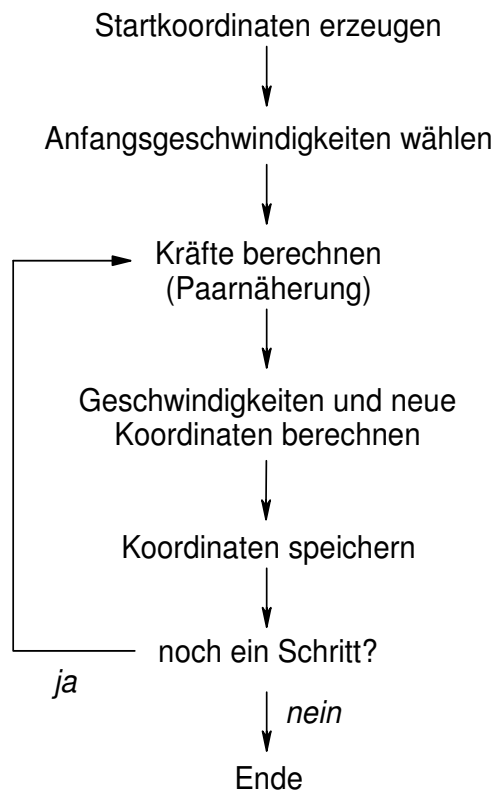 Startkoordinaten erzeugen
Anfangsgeschwindigkeiten wählen
Kräfte berechnen
(Paarnäherung)
Geschwindigkeiten und neue
Koordinaten berechnen
Koordinaten speichern
noch ein Schritt?
ja
nein
Ende